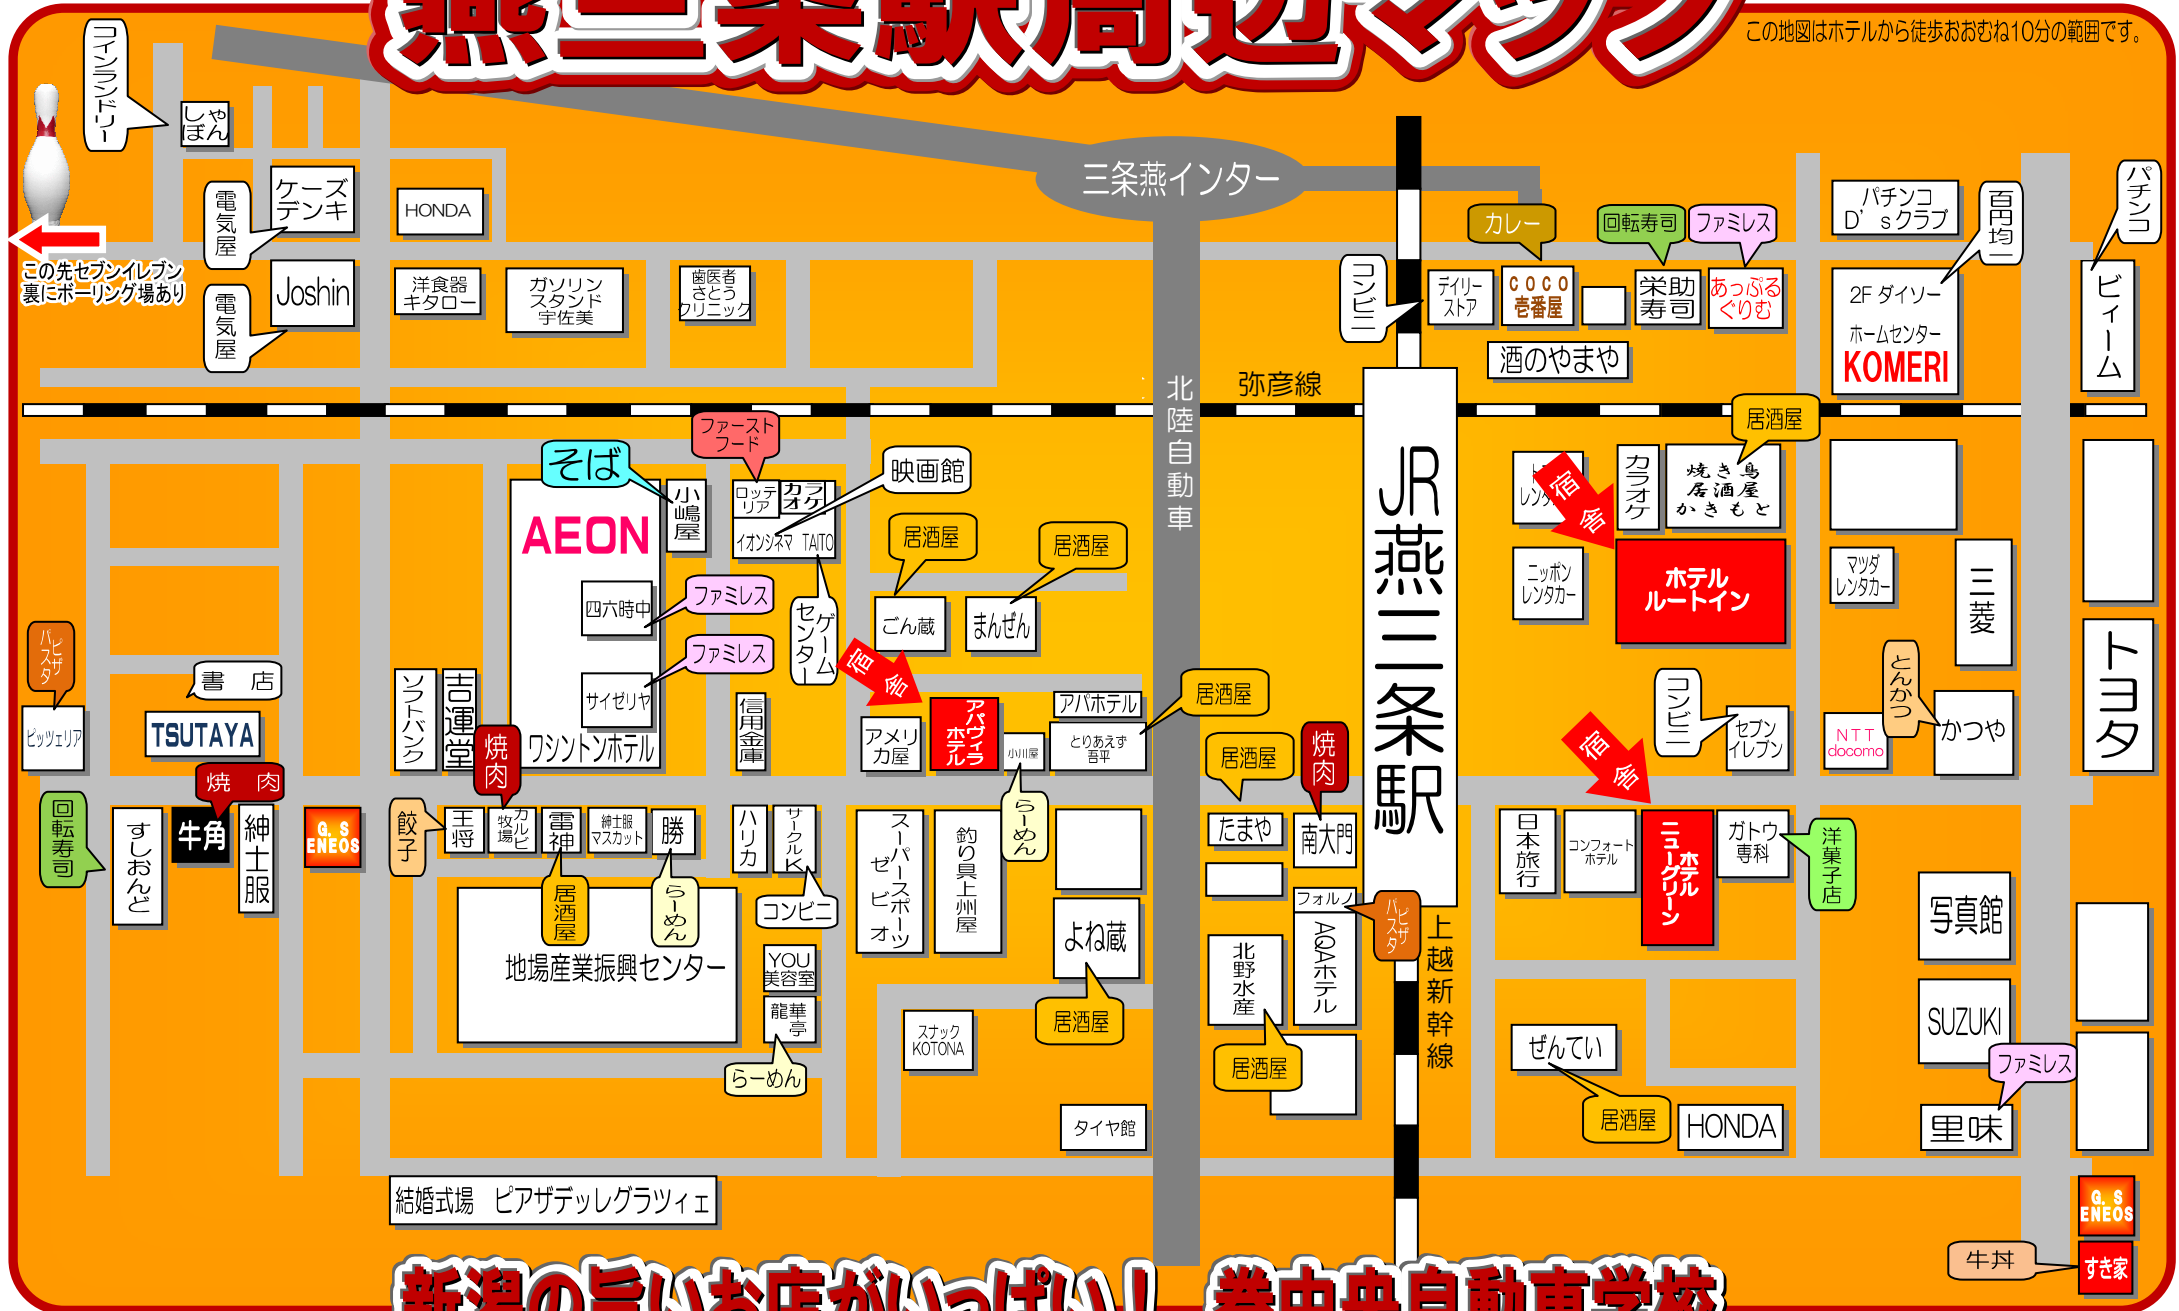 燕三条駅周辺マップ
この地図はホテルから徒歩おおむね10分の範囲です。
コインランドリー
しゃ
ぼん
三条燕インター
電気屋
ケーズ
デンキ
HONDA
カレー
回転寿司
ファミレス
パチンコ
D'sクラブ
百円均一
パチンコ
この先セブンイレブン
裏にボーリング場あり
電気屋
Joshin
洋食器
キタロー
ガソリン
スタンド
宇佐美
歯医者
さとう
クリニック
コンビニ
デイリー
ストア
COCO
壱番屋
栄助
寿司
あっぷる
ぐりむ
2F ダイソー
ホームセンター
KOMERI
ビィーム
酒のやまや
北陸自動車
弥彦線
居酒屋
ファースト
フード
そば
映画館
AEON
小嶋屋
ロッテ
リア
カラ
オケ
イオンシネマ TAITO
居酒屋
居酒屋
JR燕三条駅
レンタ
宿舎
カラオケ
焼き鳥
居酒屋
かきもと
四六時中
ファミレス
ゲーム
センター
ごん蔵
まんぜん
ニッポン
レンタカー
ホテル
ルートイン
マツダ
レンタカー
三菱
トヨタ
ピザ
パスタ
書 店
ファミレス
サイゼリヤ
宿舎
居酒屋
コンビニ
とんかつ
ピッツェリア
TSUTAYA
ソフトバンク
吉運堂
焼肉
ワシントンホテル
信用金庫
アメリ
カ屋
アパヴィラ
ホテル
小川屋
アパホテル
とりあえず
吾平
居酒屋
焼肉
宿舎
セブン
イレブン
NTT
docomo
かつや
焼 肉
回転寿司
すしおんど
牛角
紳士服
G.S
ENEOS
餃子
王将
カルビ
牧場
雷神
紳士服
マスカット
勝
ハリカ
サークルK
スーパースポーツ
ゼビオ
釣り具上州屋
らーめん
たまや
南大門
日本旅行
コンフォート
ホテル
ホテル
ニューグリーン
ガトウ
専科
洋菓子店
居酒屋
らーめん
コンビニ
地場産業振興センター
YOU
美容室
龍華亭
らーめん
よね蔵
居酒屋
フォルノ
ピザ
パスタ
AQAホテル
北野水産
居酒屋
上越新幹線
写真館
SUZUKI
スナック
KOTONA
ぜんてい
居酒屋
HONDA
ファミレス
里味
タイヤ館
結婚式場 ピアザデッレグラツィエ
G.S
ENEOS
牛丼
すき家
新潟の旨いお店がいっぱい! 巻中央自動車学校